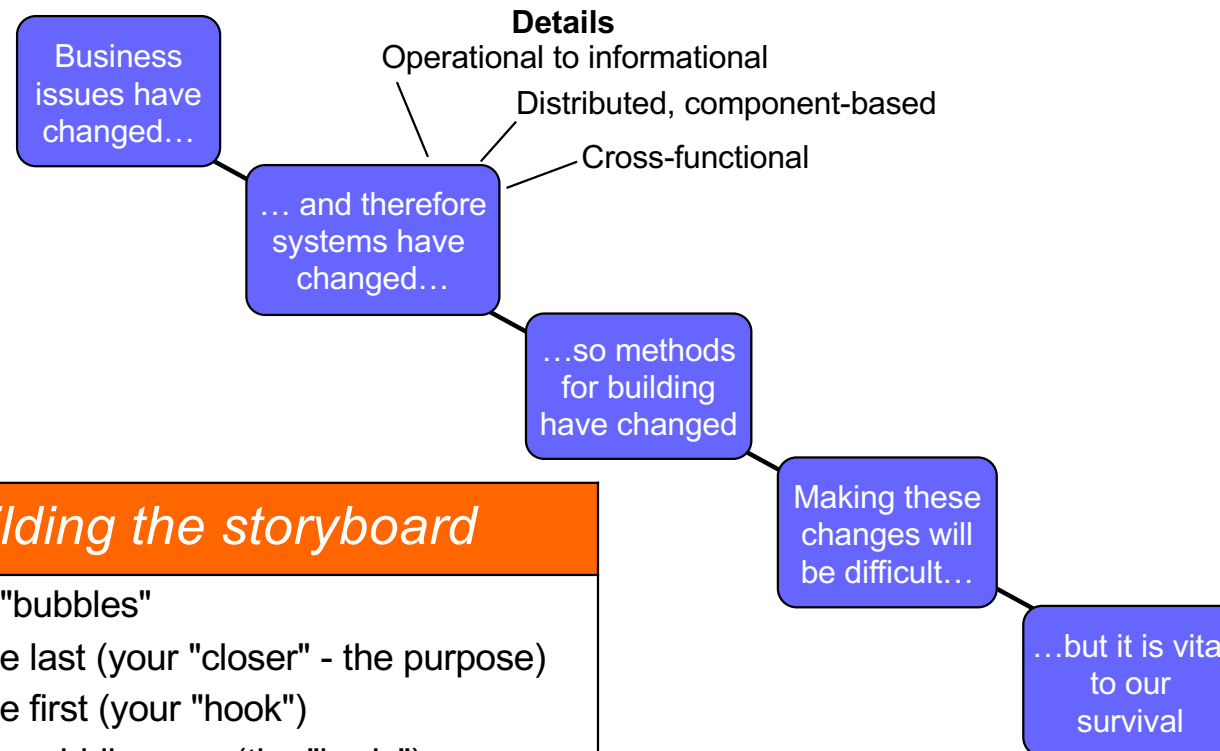 Details
Operational to informational
Distributed, component-based
Cross-functional
Business
issues have
changed…
… and therefore
systems have
changed…
…so methods
for building
have changed
Making these
changes will
be difficult…
…but it is vita
to our
survival
lding the storyboard
"bubbles"
e last (your "closer" - the purpose)
e first (your "hook")